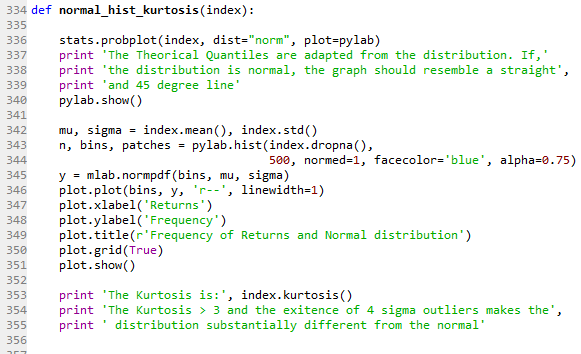 334 def normal_hist_kurtosis(index):
335
336     stats.probplot(index, dist="norm", plot=pylab)
337     print 'The Theorical Quantiles are adapted from the distribution. If,'
338     print 'the distribution is normal, the graph should resemble a straight',
339     print 'and 45 degree line'
340     pylab.show()
341
342     mu, sigma = index.mean(), index.std()
343     n, bins, patches = pylab.hist(index.dropna(),
344                                   500, normed=1, facecolor='blue', alpha=0.75)
345     y = mlab.normpdf(bins, mu, sigma)
346     plot.plot(bins, y, 'r--', linewidth=1)
347     plot.xlabel('Returns')
348     plot.ylabel('Frequency')
349     plot.title(r'Frequency of Returns and Normal distribution')
350     plot.grid(True)
351     plot.show()
352
353     print 'The Kurtosis is:', index.kurtosis()
354     print 'The Kurtosis > 3 and the exitence of 4 sigma outliers makes the',
355     print ' distribution substantially different from the normal'
356